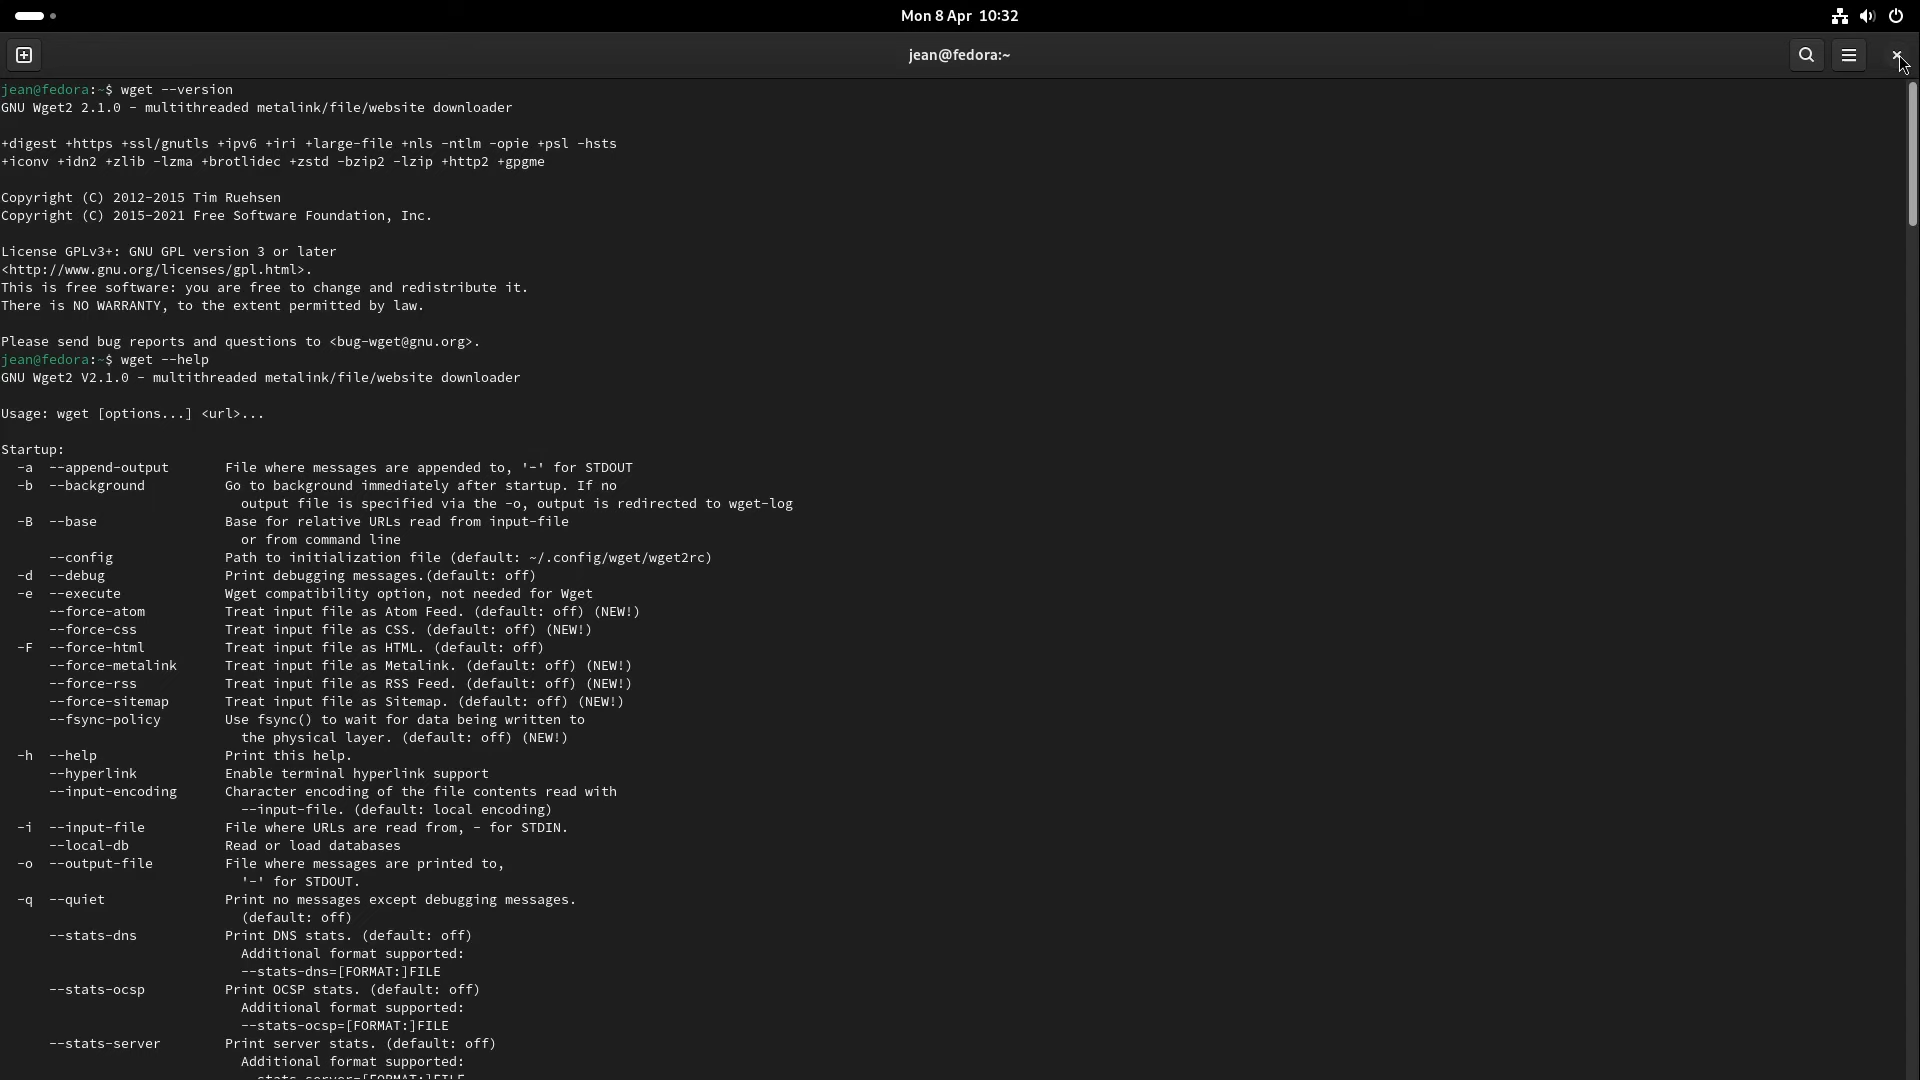 Mon 8 Apr  10:32
jean@fedora:~
jean@fedora:~$ wget --version
GNU Wget2 2.1.0 - multithreaded metalink/file/website downloader
+digest +https +ssl/gnutls +ipv6 +iri +large-file +nls -ntlm -opie +psl -hsts
+iconv +idn2 +zlib -lzma +brotlidec +zstd -bzip2 -lzip +http2 +gpgme
Copyright (C) 2012-2015 Tim Ruehsen
Copyright (C) 2015-2021 Free Software Foundation, Inc.
License GPLv3+: GNU GPL version 3 or later
<http://www.gnu.org/licenses/gpl.html>.
This is free software: you are free to change and redistribute it.
There is NO WARRANTY, to the extent permitted by law.
Please send bug reports and questions to <bug-wget@gnu.org>.
jean@fedora:~$ wget --help
GNU Wget2 V2.1.0 - multithreaded metalink/file/website downloader
Usage: wget [options...] <url>...
Startup:
  -a  --append-output       File where messages are appended to, '-' for STDOUT
  -b  --background          Go to background immediately after startup. If no
                              output file is specified via the -o, output is redirected to wget-log
  -B  --base                Base for relative URLs read from input-file
                              or from command line
      --config              Path to initialization file (default: ~/.config/wget/wget2rc)
  -d  --debug               Print debugging messages.(default: off)
  -e  --execute             Wget compatibility option, not needed for Wget
      --force-atom          Treat input file as Atom Feed. (default: off) (NEW!)
      --force-css           Treat input file as CSS. (default: off) (NEW!)
  -F  --force-html          Treat input file as HTML. (default: off)
      --force-metalink      Treat input file as Metalink. (default: off) (NEW!)
      --force-rss           Treat input file as RSS Feed. (default: off) (NEW!)
      --force-sitemap       Treat input file as Sitemap. (default: off) (NEW!)
      --fsync-policy        Use fsync() to wait for data being written to
                              the physical layer. (default: off) (NEW!)
  -h  --help                Print this help.
      --hyperlink           Enable terminal hyperlink support
      --input-encoding      Character encoding of the file contents read with
                              --input-file. (default: local encoding)
  -i  --input-file          File where URLs are read from, - for STDIN.
      --local-db            Read or load databases
  -o  --output-file         File where messages are printed to,
                              '-' for STDOUT.
  -q  --quiet               Print no messages except debugging messages.
                              (default: off)
      --stats-dns           Print DNS stats. (default: off)
                              Additional format supported:
                              --stats-dns=[FORMAT:]FILE
      --stats-ocsp          Print OCSP stats. (default: off)
                              Additional format supported:
                              --stats-ocsp=[FORMAT:]FILE
      --stats-server        Print server stats. (default: off)
                              Additional format supported:
                              --stats-server=[FORMAT:]FILE